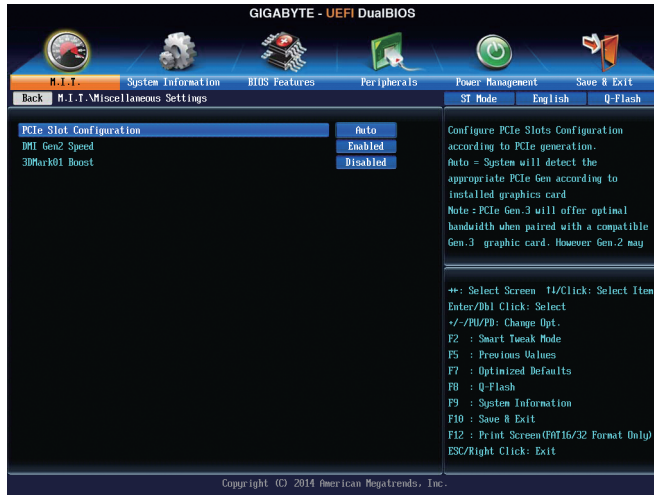 GIGABYTE - UEFI DualBIOS
M.I.T. System Information BIOS Features Peripherals Power Management Save & Exit
Back M.I.T.\Miscellaneous Settings ST Mode English Q-Flash
PCIe Slot Configuration Auto
DMI Gen2 Speed Enabled
3DMark01 Boost Disabled
Configure PCIe Slots Configuration
according to PCIe generation.
Auto = System will detect the
appropriate PCIe Gen according to
installed graphics card
Note : PCIe Gen.3 will offer optimal
bandwidth when paired with a compatible
Gen.3 graphic card. However Gen.2 may
→←: Select Screen ↑↓/Click: Select Item
Enter/Dbl Click: Select
+/-/PU/PD: Change Opt.
F2 : Smart Tweak Mode
F5 : Previous Values
F7 : Optimized Defaults
F8 : Q-Flash
F9 : System Information
F10 : Save & Exit
F12 : Print Screen(FAT16/32 Format Only)
ESC/Right Click: Exit
Copyright (C) 2014 American Megatrends, Inc.